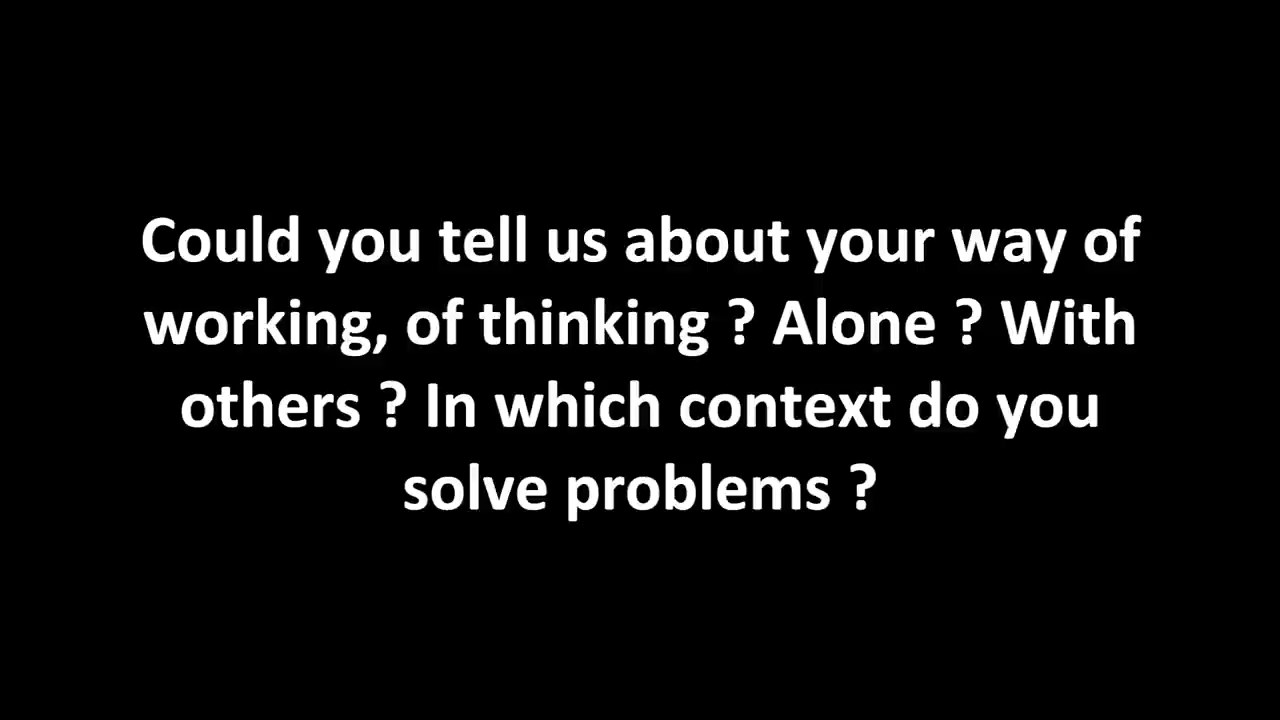 Could you tell us about your way of
working, of thinking ? Alone ? With
others ? In which context do you
solve problems ?